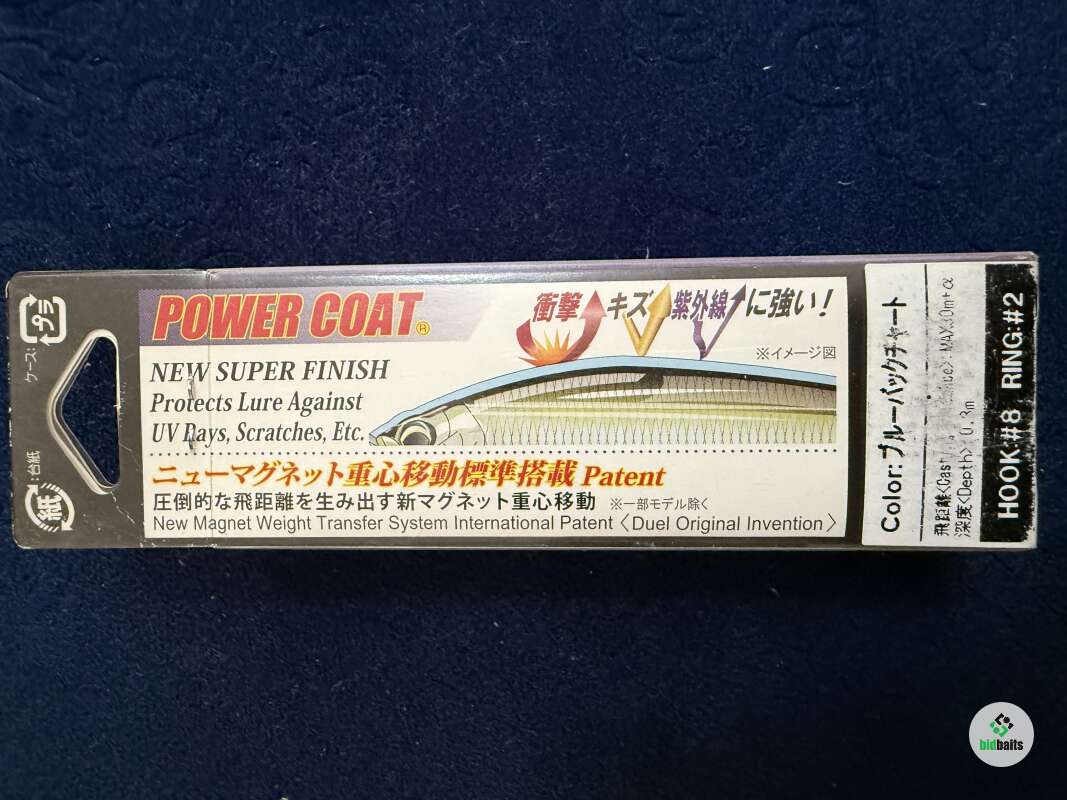 プラ
ケース:
紙
:台紙
POWER COAT®
衝撃 キズ 紫外線 に強い!
NEW SUPER FINISH
Protects Lure Against
UV Rays, Scratches, Etc.
※イメージ図
ニューマグネット重心移動標準搭載 Patent
圧倒的な飛距離を生み出す新マグネット重心移動 ※一部モデル除く
New Magnet Weight Transfer System International Patent〈Duel Original Invention〉
Color: ブルーバックチャート
飛距離<Cast
深度<Depth>: 0.3m
HOOK:#8 RING:#2
bidbaits